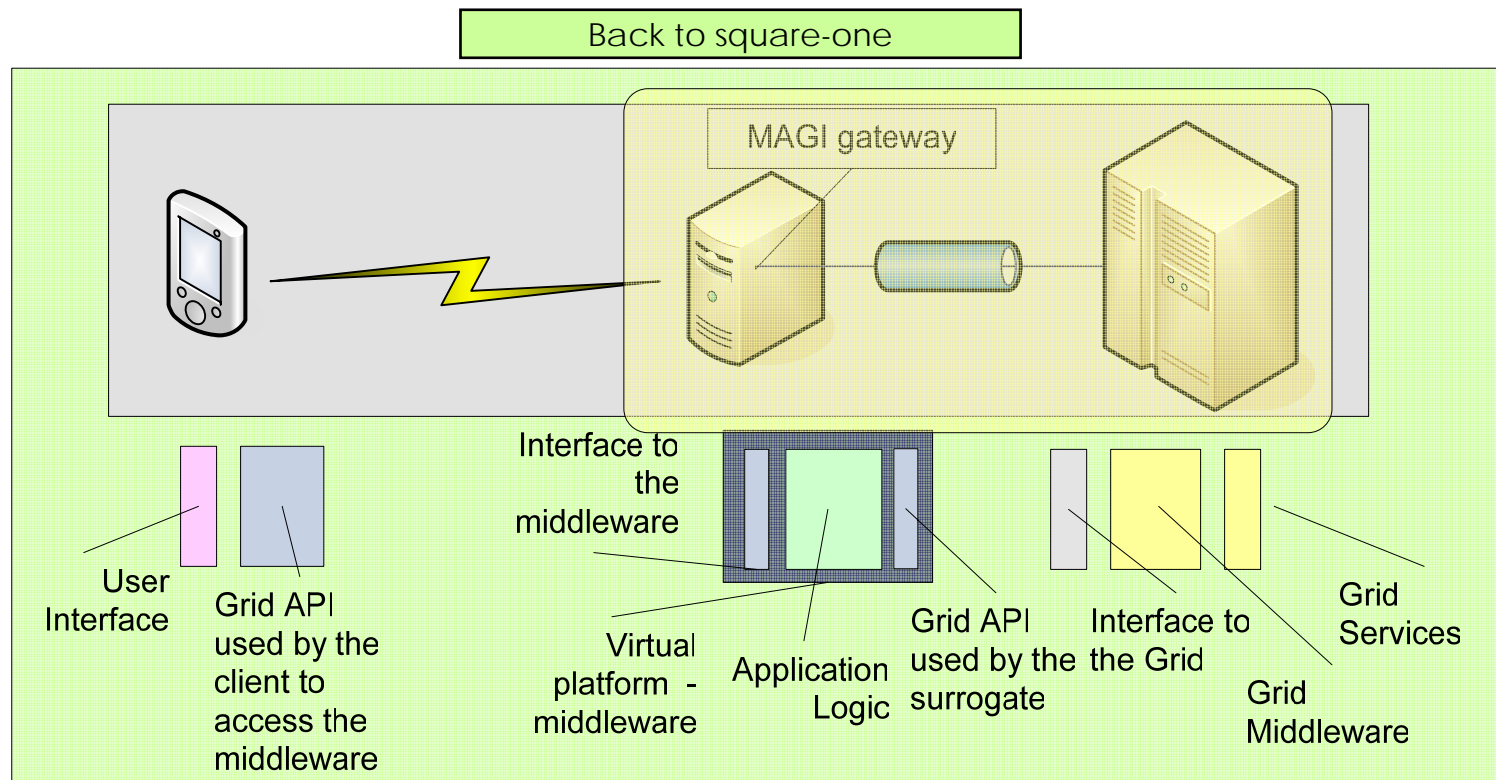 Back to square-one
MAGI gateway
Interface to
the
middleware
User
Interface
Grid API
used by the
client to
access the
middleware
Virtual
platform -
middleware
Application
Logic
Grid API
used by the
surrogate
Interface to
the Grid
Grid
Middleware
Grid
Services